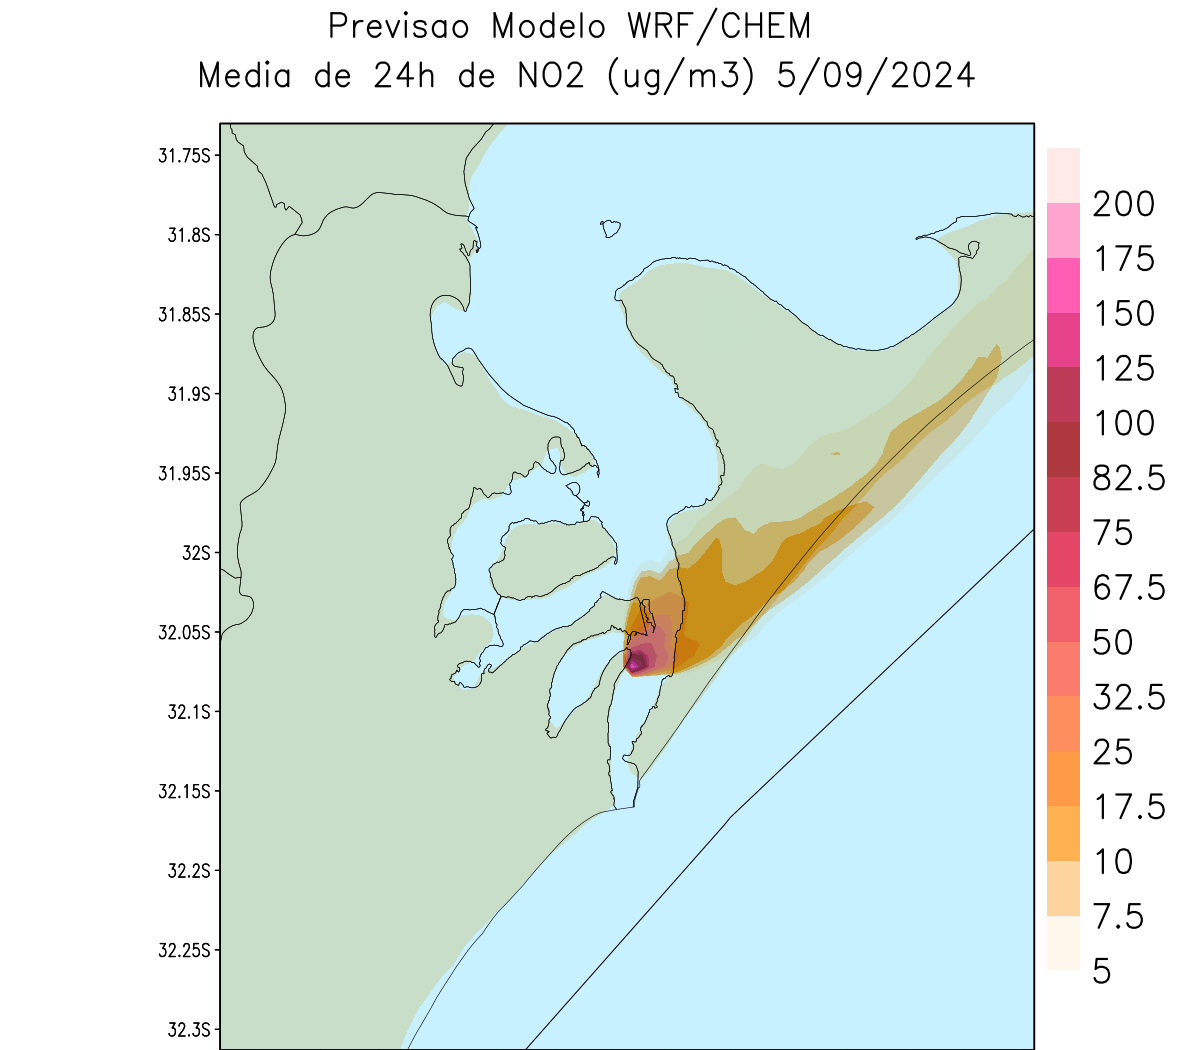 Previsao Modelo WRF/CHEM
Media de 24h de NO2 (ug/m3) 5/09/2024
31.75S
31.8S
31.85S
31.9S
31.95S
32S
32.05S
32.1S
32.15S
32.2S
32.25S
32.3S
200
175
150
125
100
82.5
75
67.5
50
32.5
25
17.5
10
7.5
5